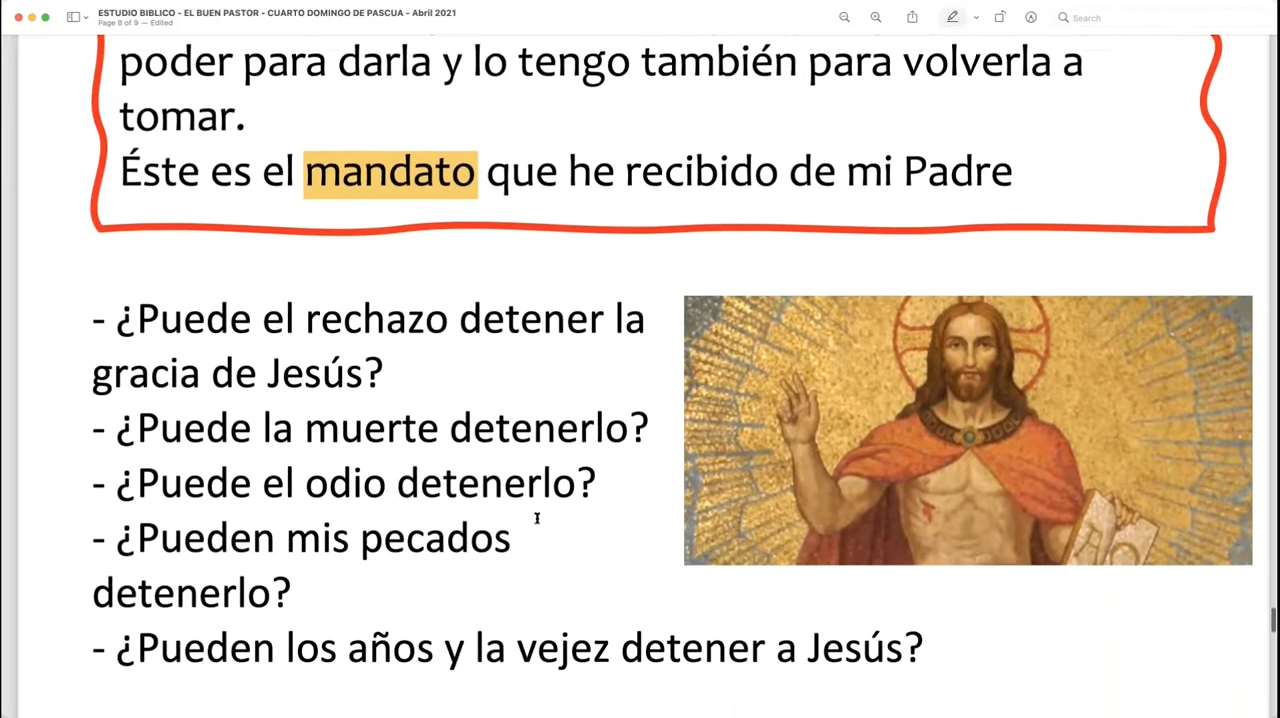 ESTUDIO BIBLICO - EL BUEN PASTOR - CUARTO DOMINGO DE PASCUA - Abril 2021
Page 8 of 9 — Edited
Search
poder para darla y lo tengo también para volverla a
tomar.
Éste es el mandato que he recibido de mi Padre
- ¿Puede el rechazo detener la
gracia de Jesús?
- ¿Puede la muerte detenerlo?
- ¿Puede el odio detenerlo?
- ¿Pueden mis pecados
detenerlo?
- ¿Pueden los años y la vejez detener a Jesús?
A